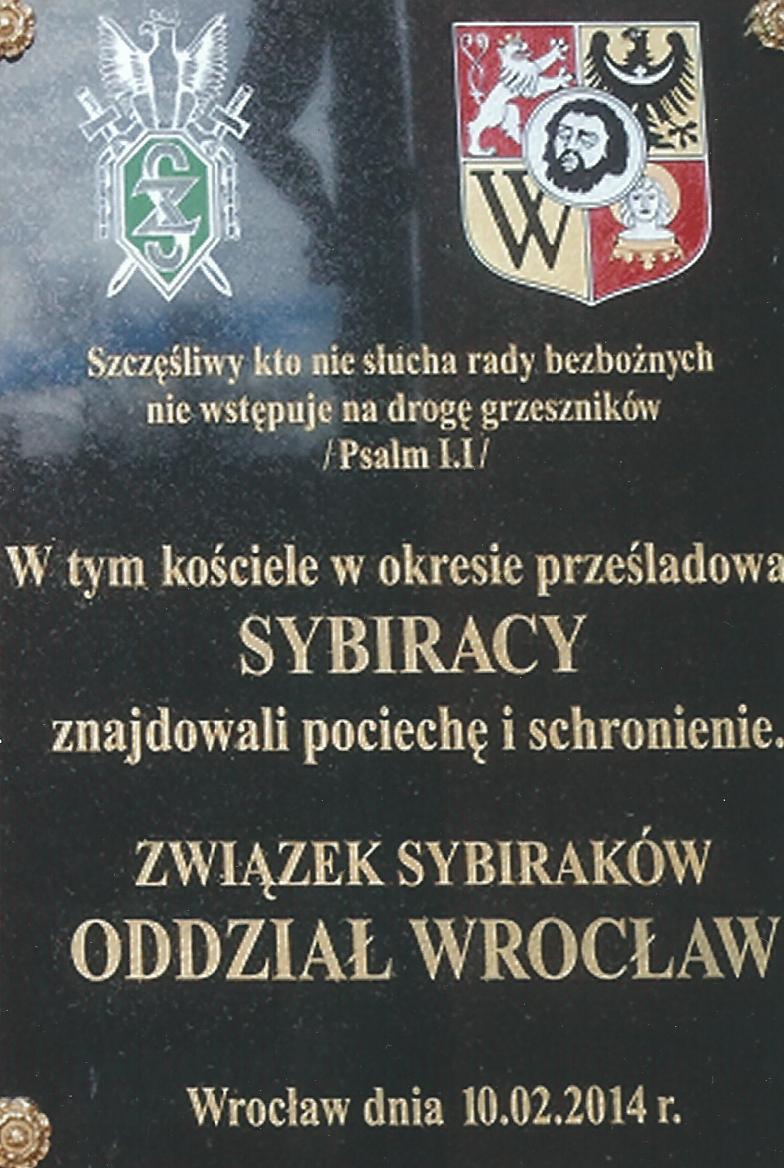 Szczęśliwy kto nie słucha rady bezbożnych
nie wstępuje na drogę grzeszników
/Psalm I.I/
W tym kościele w okresie prześladowa
SYBIRACY
znajdowali pociechę i schronienie.
ZWIĄZEK SYBIRAKÓW
ODDZIAŁ WROCŁAW
Wrocław dnia 10.02.2014 r.
W